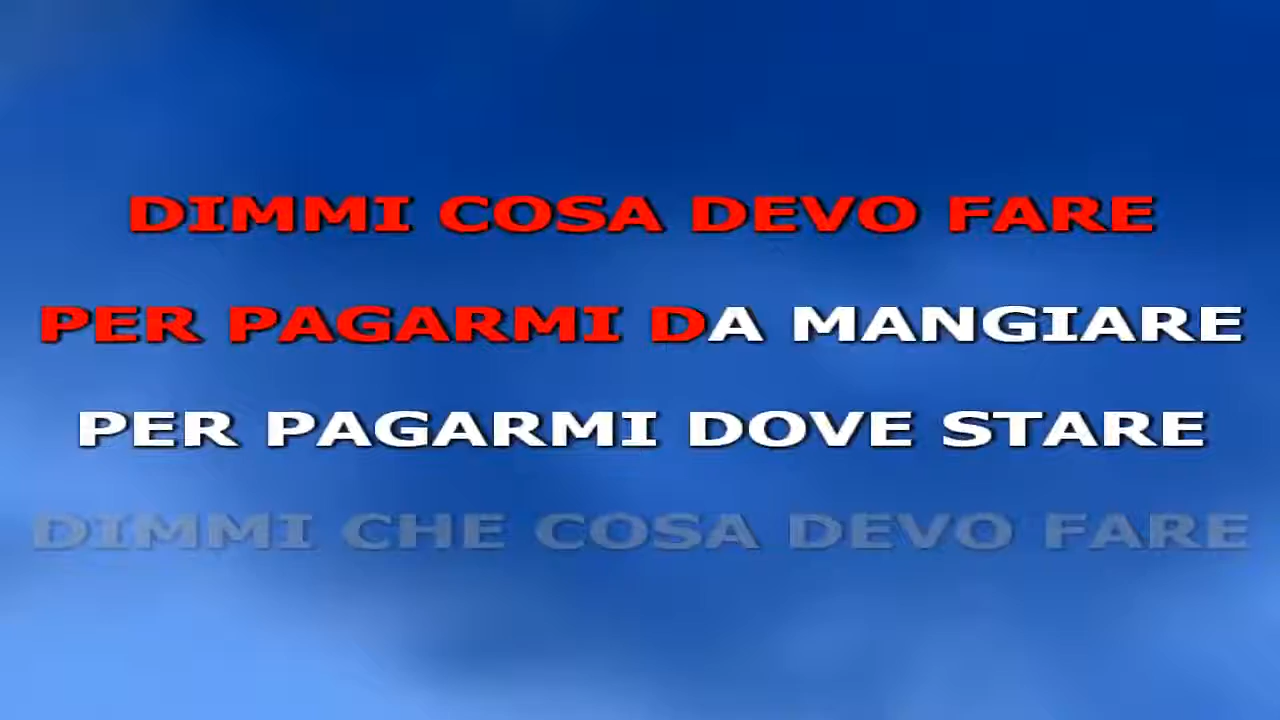 DIMMI COSA DEVO FARE
PER PAGARMI DA MANGIARE
PER PAGARMI DOVE STARE
DIMMI CHE COSA DEVO FARE